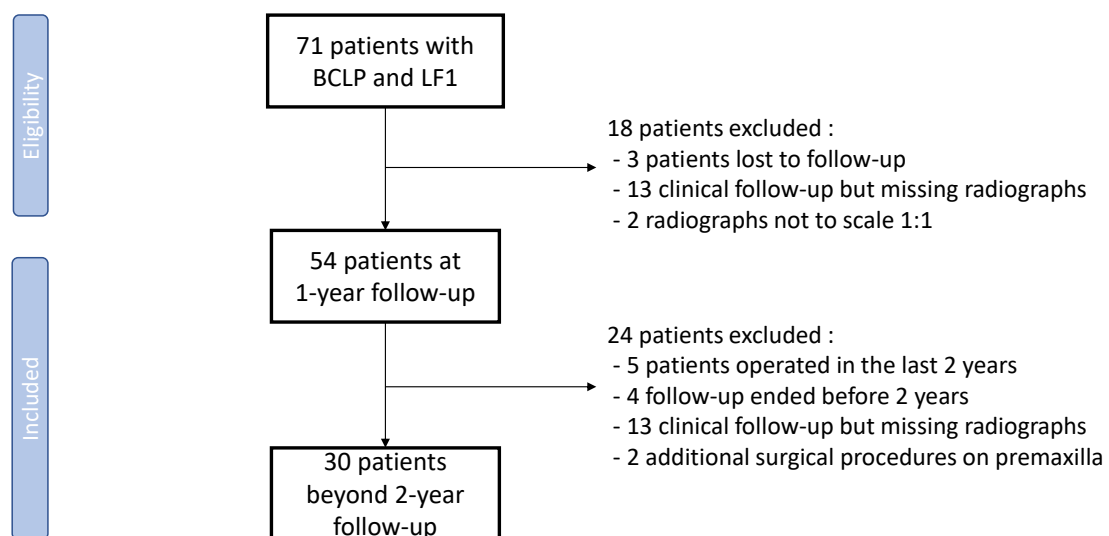 Eligibility
71 patients with
BCLP and LF1
18 patients excluded :
- 3 patients lost to follow-up
- 13 clinical follow-up but missing radiographs
- 2 radiographs not to scale 1:1
54 patients at
1-year follow-up
Included
24 patients excluded :
- 5 patients operated in the last 2 years
- 4 follow-up ended before 2 years
- 13 clinical follow-up but missing radiographs
- 2 additional surgical procedures on premaxilla
30 patients
beyond 2-year
follow-up